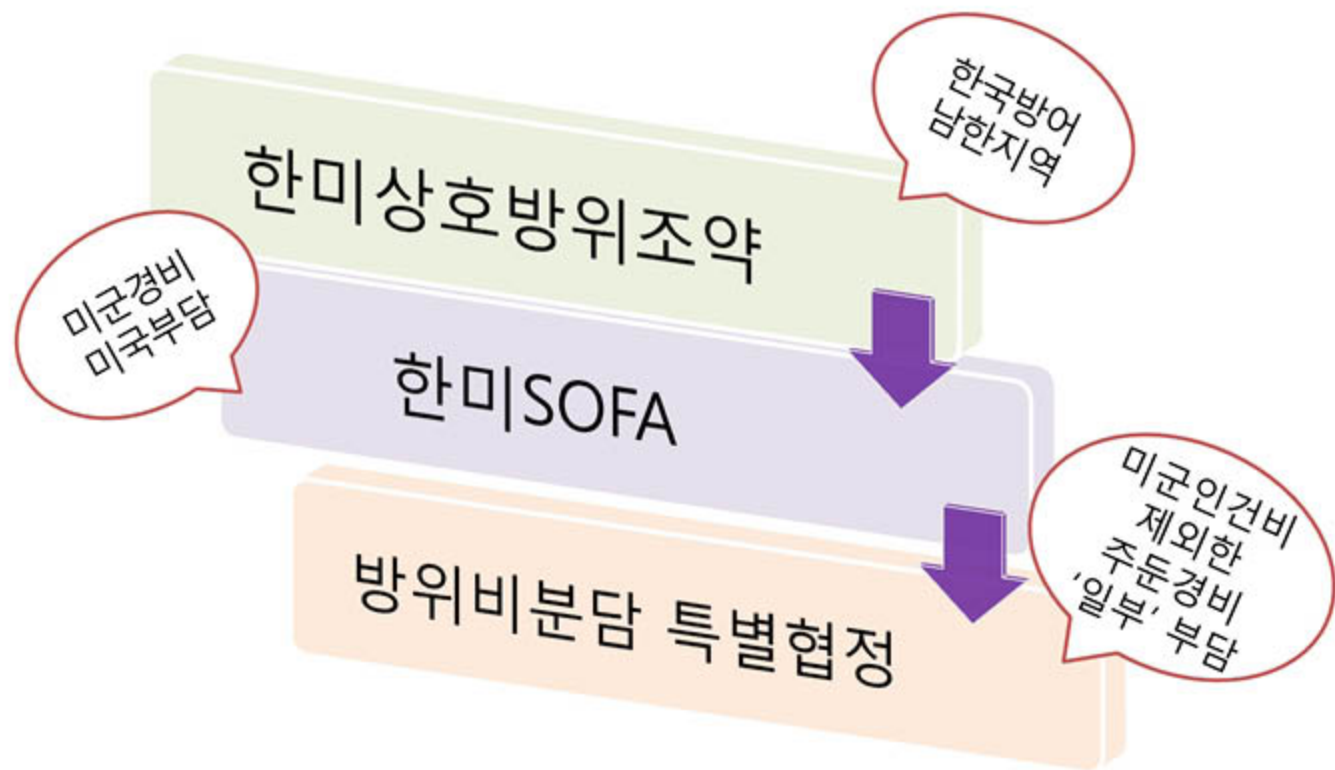 한국방어
남한지역
한미상호방위조약
미군경비
미국부담
한미SOFA
미군인건비
제외한
주둔경비
‘일부’ 부담
방위비분담 특별협정